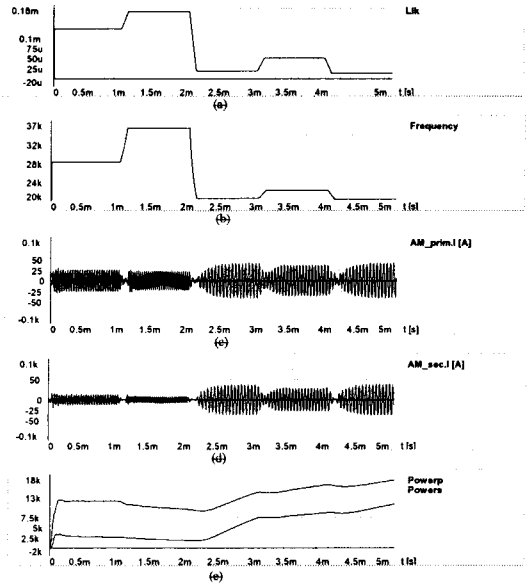 0.16m
Llk
0.1m
75u
50u
25u
-20u
0 0.5m 1m 1.5m 2m 2.5m 3m 3.5m 4m 5m t [s]
(a)
37k
Frequency
32k
28k
24k
20k
0 0.5m 1m 1.5m 2m 2.5m 3m 3.5m 4m 4.5m 5m t [s]
(b)
0.1k
AM_prim.I [A]
50
25
0
-25
-50
-0.1k
0 0.5m 1m 1.5m 2m 2.5m 3m 3.5m 4m 4.5m 5m t [s]
(c)
0.1k
AM_sec.I [A]
50
0
-25
-50
-0.1k
0 0.5m 1m 1.5m 2m 2.5m 3m 3.5m 4m 4.5m 5m t [s]
(d)
18k
Powerp
13k
Powers
7.5k
5k
2.5k
-2k
0 0.5m 1m 1.5m 2m 2.5m 3m 3.5m 4m 4.5m 5m t [s]
(e)